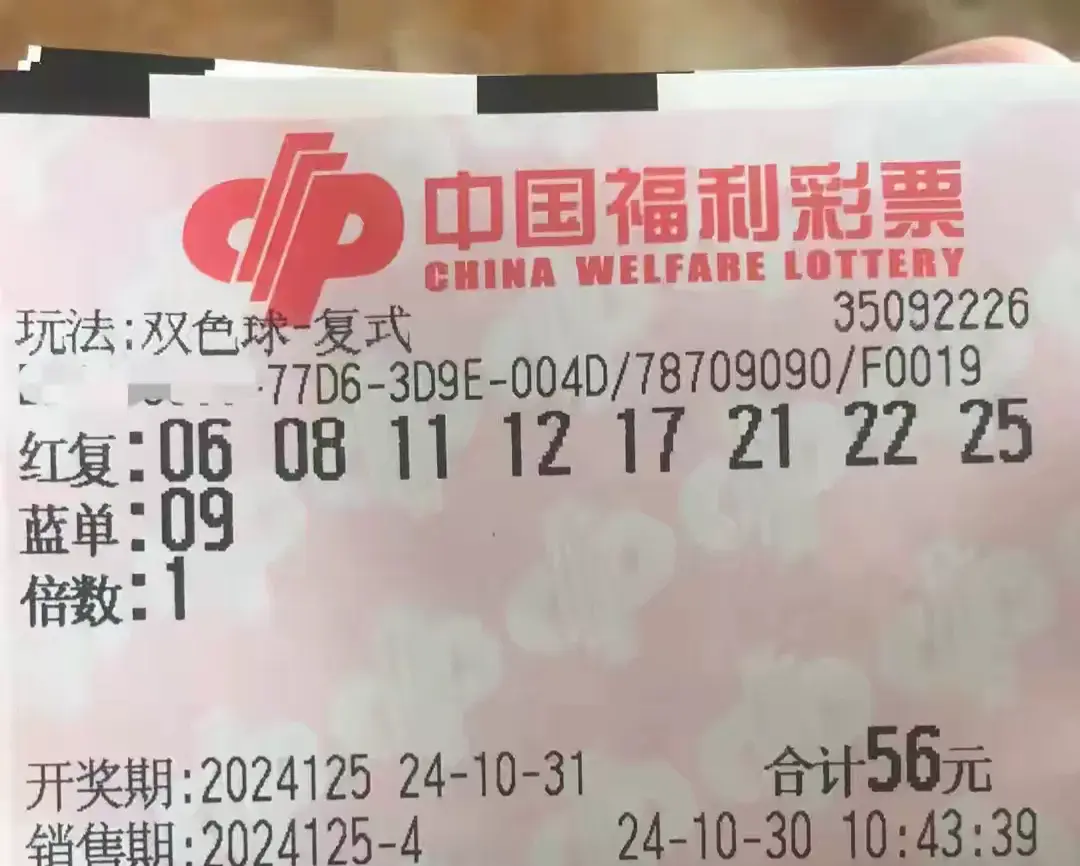 中国福利彩票
CHINA WELFARE LOTTERY
玩法:双色球-复式 35092226
77D6-3D9E-004D/78709090/F0019
红复:06 08 11 12 17 21 22 25
蓝单:09
倍数:1
开奖期:2024125 24-10-31 合计56元
销售期:2024125-4 24-10-30 10:43:39